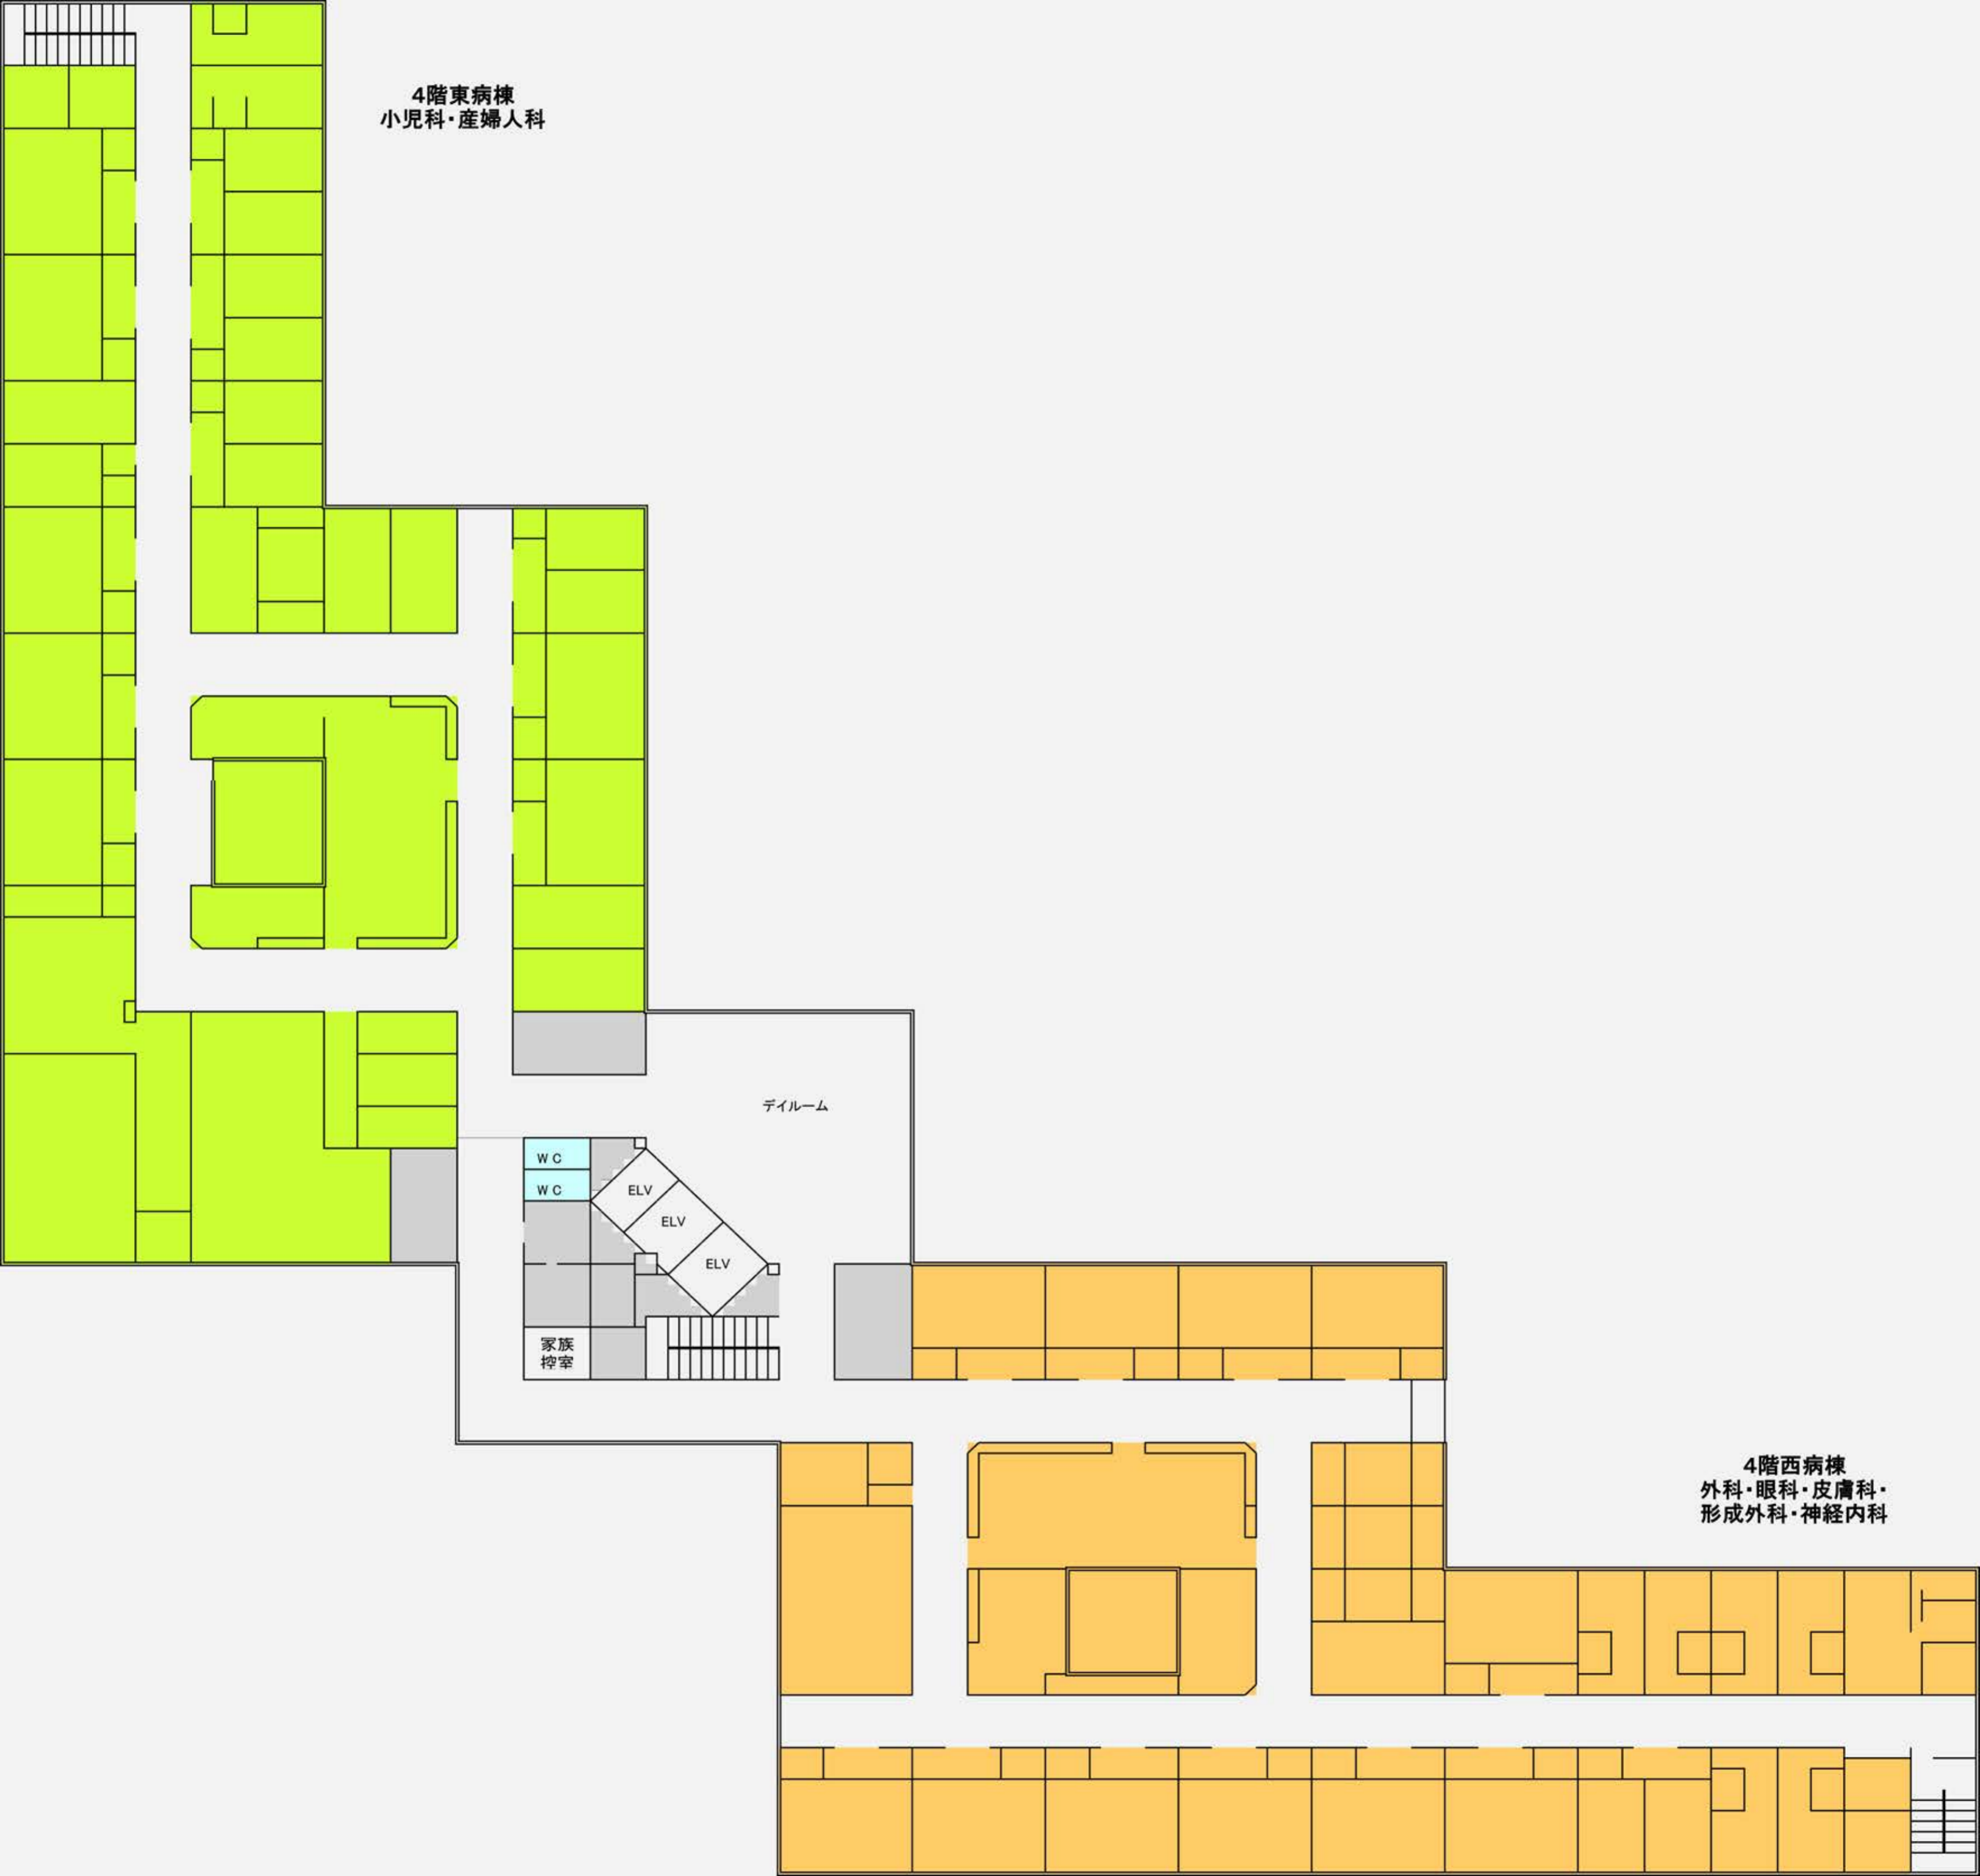 4階東病棟
小児科・産婦人科
デイルーム
ＷＣ
ＷＣ
ELV
ELV
ELV
家族
控室
4階西病棟
外科・眼科・皮膚科・
形成外科・神経内科